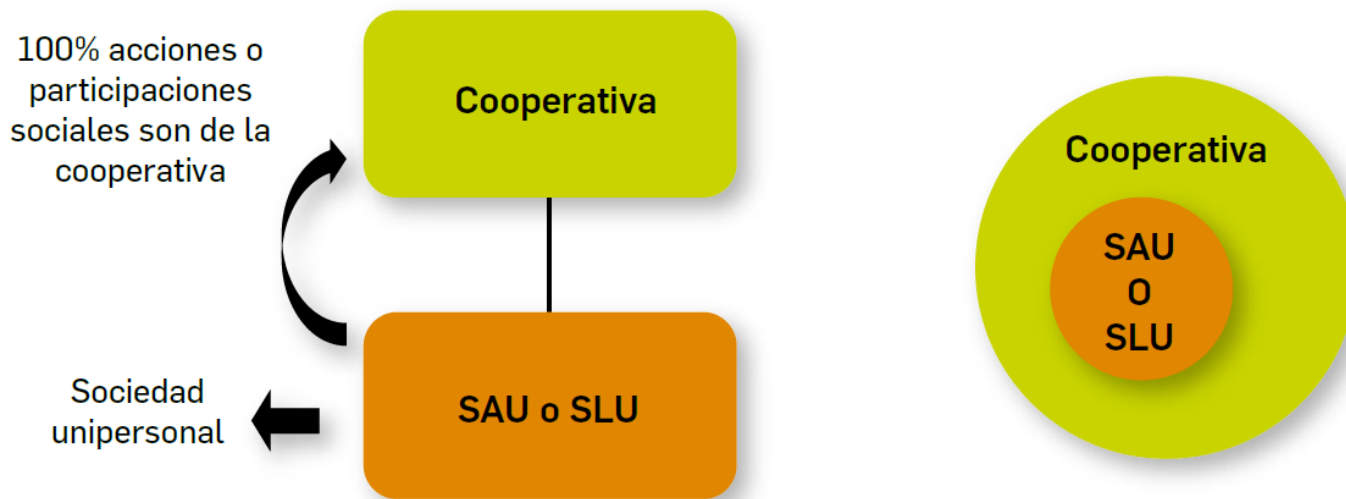 100% acciones o
participaciones
sociales son de la
cooperativa
Cooperativa
Sociedad
unipersonal
SAU o SLU
Cooperativa
SAU
O
SLU